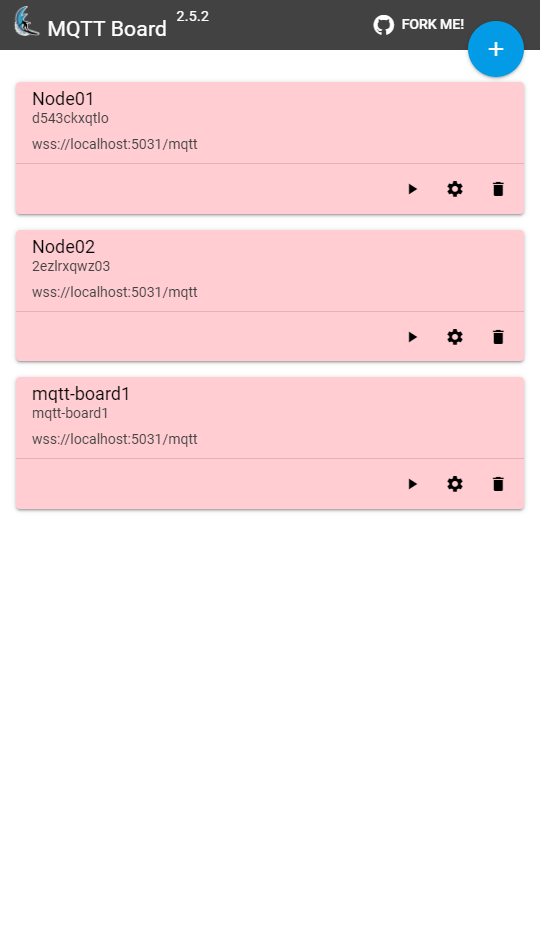 MQTT Board 2.5.2
FORK ME!
+
Node01
d543ckxqtlo
wss://localhost:5031/mqtt
Node02
2ezlrxqwz03
wss://localhost:5031/mqtt
mqtt-board1
mqtt-board1
wss://localhost:5031/mqtt